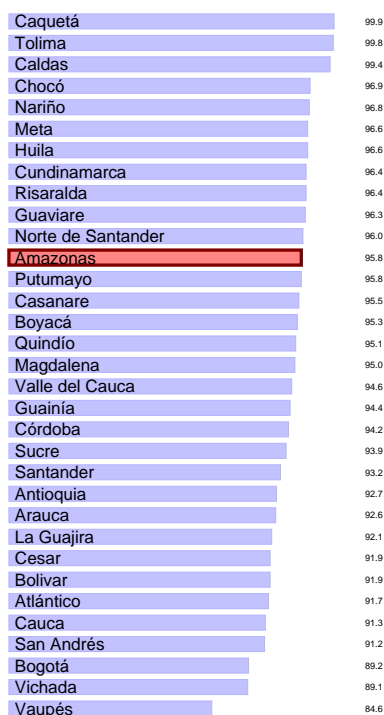 Caquetá 99.9
Tolima 99.8
Caldas 99.4
Chocó 96.9
Nariño 96.8
Meta 96.6
Huila 96.6
Cundinamarca 96.4
Risaralda 96.4
Guaviare 96.3
Norte de Santander 96.0
Amazonas 95.8
Putumayo 95.8
Casanare 95.5
Boyacá 95.3
Quindío 95.1
Magdalena 95.0
Valle del Cauca 94.6
Guainía 94.4
Córdoba 94.2
Sucre 93.9
Santander 93.2
Antioquia 92.7
Arauca 92.6
La Guajira 92.1
Cesar 91.9
Bolivar 91.9
Atlántico 91.7
Cauca 91.3
San Andrés 91.2
Bogotá 89.2
Vichada 89.1
Vaupés 84.6